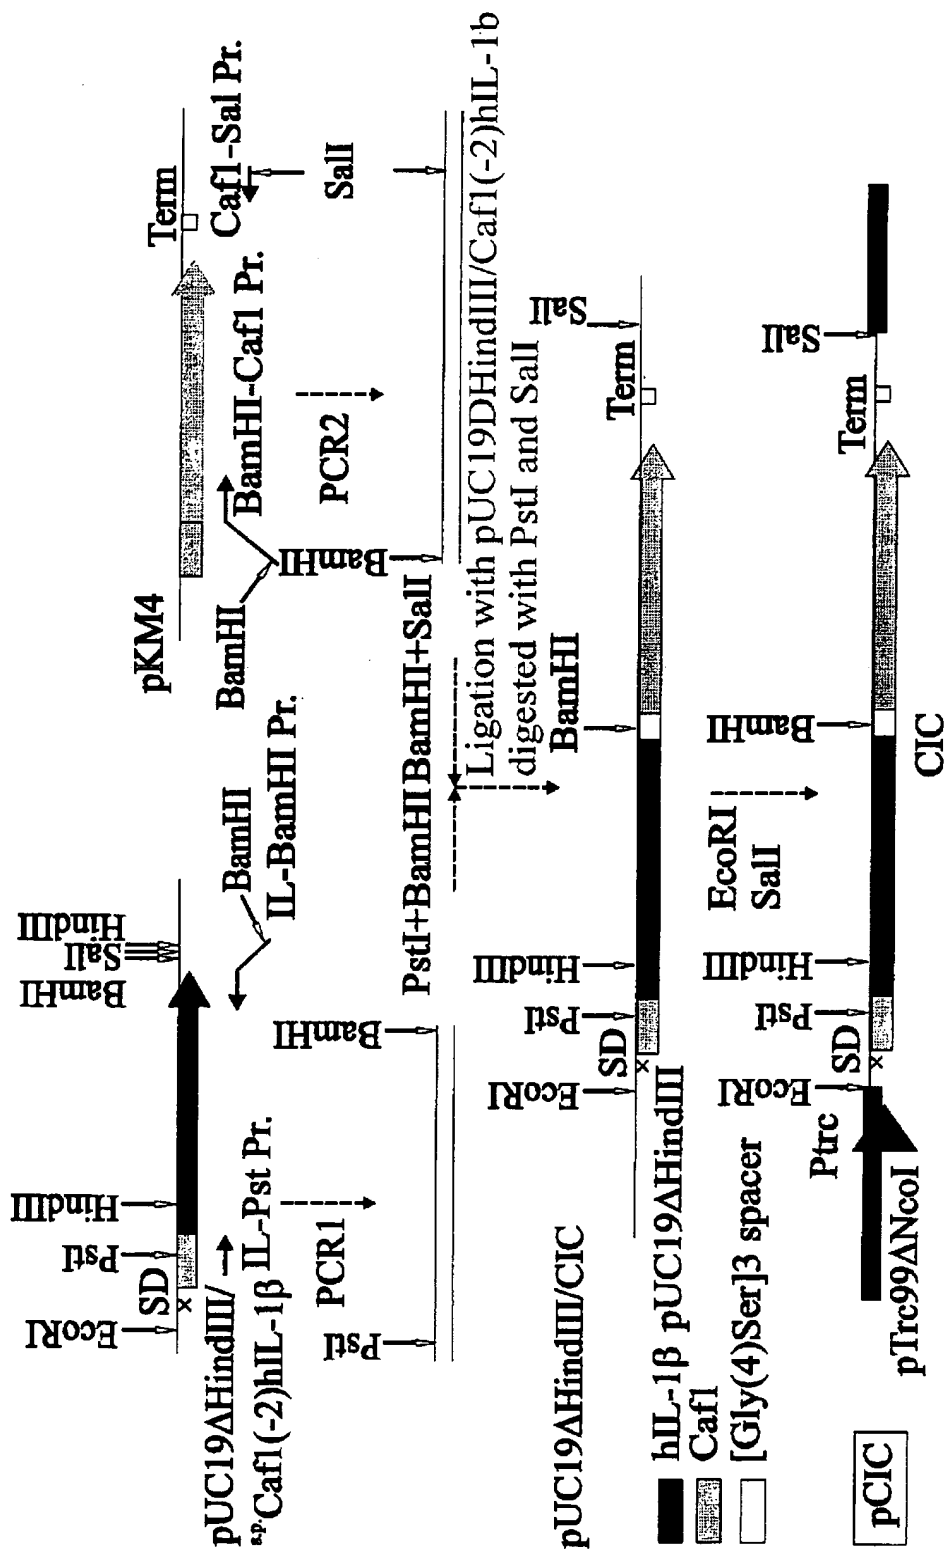 EcoRI
SD
PstI
HindIII
BamHI
SalI
HindIII
pKM4
Term
pUC19ΔHindIII/
s.p.Caf1(-2)hIL-1β
IL-Pst Pr.
BamHI
IL-BamHI Pr.
BamHI
BamHI-Caf1 Pr.
Caf1-Sal Pr.
PCR1
PCR2
SalI
PstI
BamHI
BamHI
PstI+BamHI
BamHI+SalI
Ligation with pUC19DHindIII/Caf1(-2)hIL-1b
digested with PstI and SalI
pUC19ΔHindIII/CIC
EcoRI
SD
PstI
HindIII
BamHI
Term
SalI
hIL-1β
pUC19ΔHindIII
Caf1
[Gly(4)Ser]3 spacer
EcoRI
SalI
pCIC
Ptrc
EcoRI
SD
PstI
HindIII
BamHI
Term
SalI
pTrc99ΔNcoI
CIC